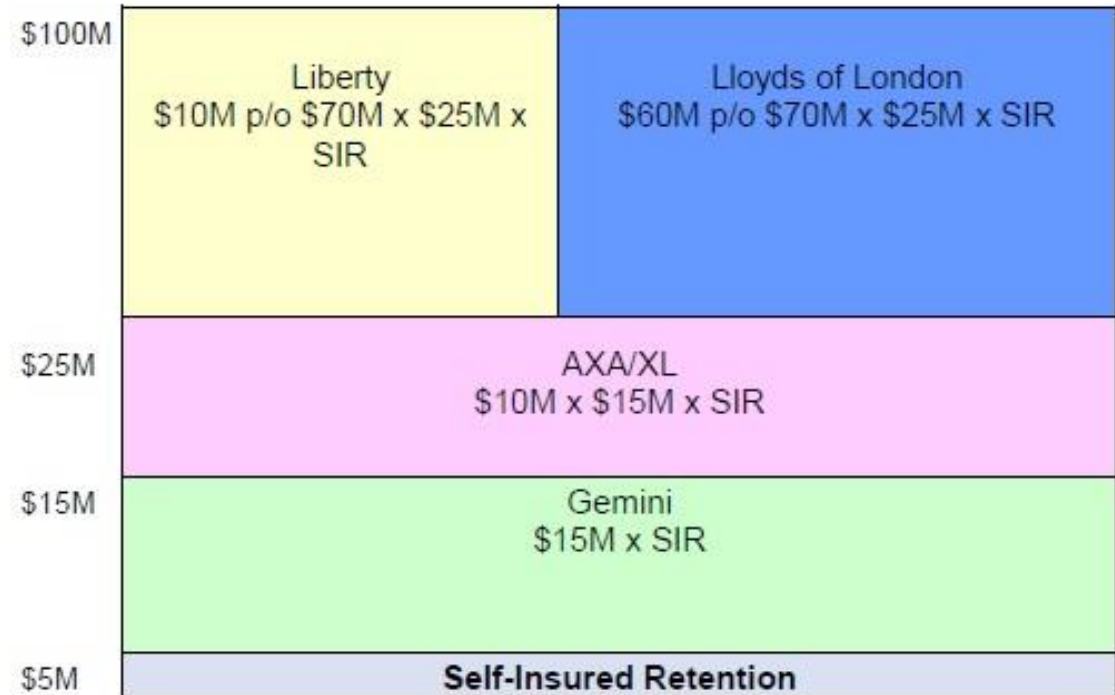 $100M
Liberty
$10M p/o $70M x $25M x
SIR
Lloyds of London
$60M p/o $70M x $25M x SIR
$25M
AXA/XL
$10M x $15M x SIR
$15M
Gemini
$15M x SIR
$5M
Self-Insured Retention